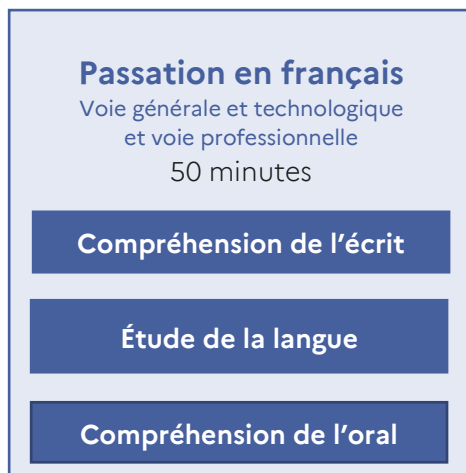 Passation en français
Voie générale et technologique
et voie professionnelle
50 minutes
Compréhension de l’écrit
Étude de la langue
Compréhension de l’oral